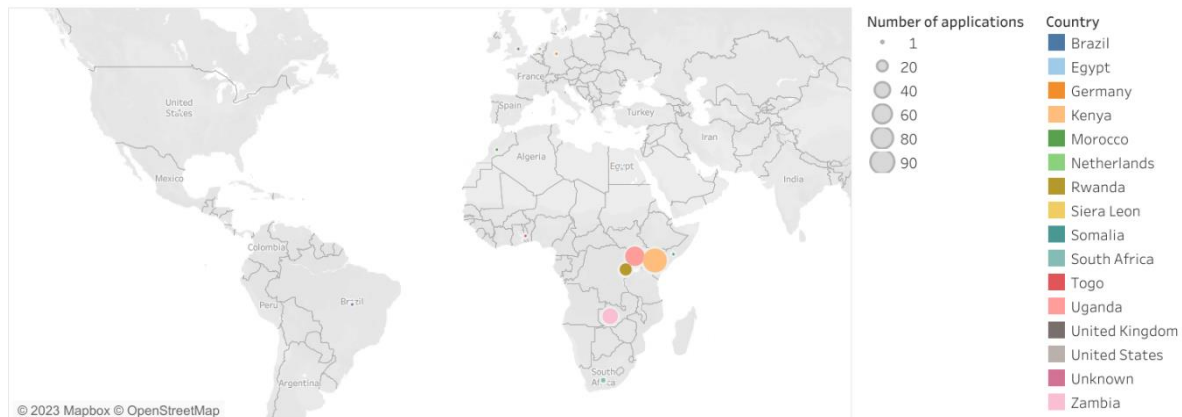 United
States
Mexico
Colombia
Peru
Brazil
Argentina
France
Spain
Turkey
Iran
Algeria
Egypt
India
South
Africa
© 2023 Mapbox © OpenStreetMap
Number of applications
1
20
40
60
80
90
Country
Brazil
Egypt
Germany
Kenya
Morocco
Netherlands
Rwanda
Siera Leon
Somalia
South Africa
Togo
Uganda
United Kingdom
United States
Unknown
Zambia